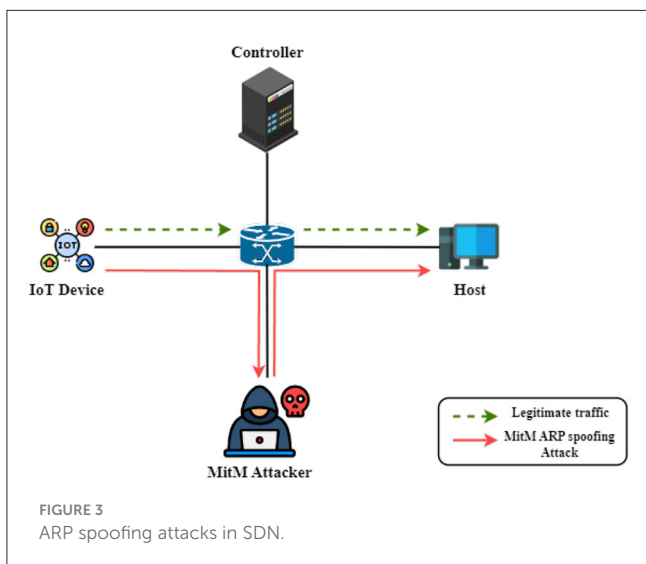 Controller
IOT
IoT Device
Host
MitM Attacker
Legitimate traffic
MitM ARP spoofing
Attack
FIGURE 3
ARP spoofing attacks in SDN.